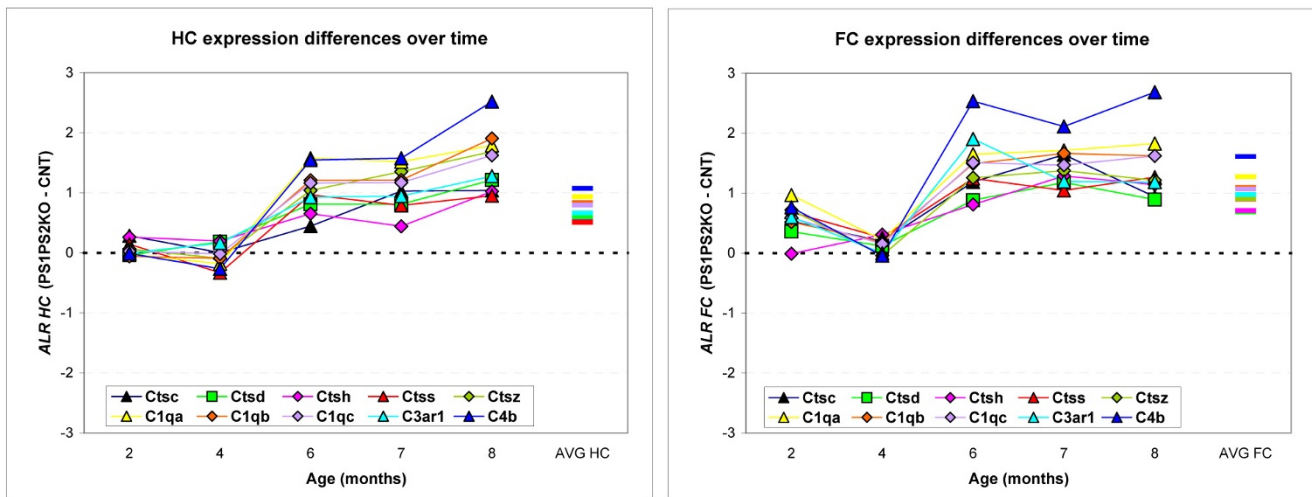 HC expression differences over time
ALR HC (PS1PS2KO - CNT)
3
2
1
0
-1
-2
-3
Ctsc Ctsd Ctsh Ctss Ctsz
C1qa C1qb C1qc C3ar1 C4b
2 4 6 7 8 AVG HC
Age (months)
FC expression differences over time
ALR FC (PS1PS2KO - CNT)
3
2
1
0
-1
-2
-3
Ctsc Ctsd Ctsh Ctss Ctsz
C1qa C1qb C1qc C3ar1 C4b
2 4 6 7 8 AVG FC
Age (months)